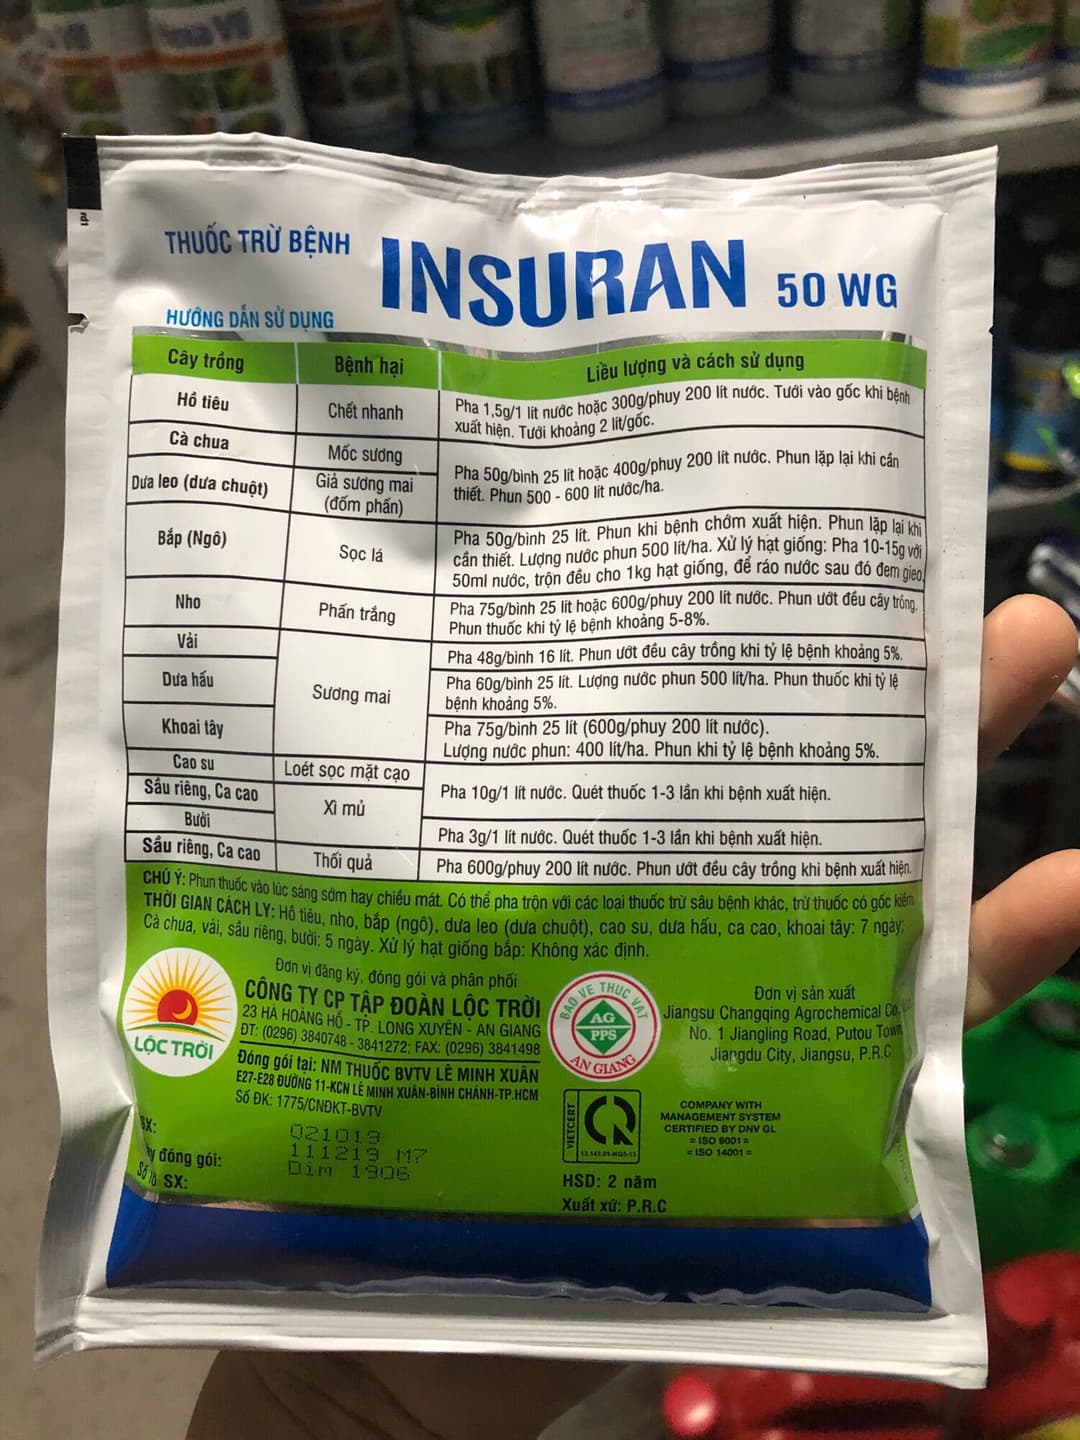 THUỐC TRỪ BỆNH INSURAN 50 WG
HƯỚNG DẪN SỬ DỤNG
Cây trồng Bệnh hại Liều lượng và cách sử dụng
Hồ tiêu Chết nhanh Pha 1,5g/1 lít nước hoặc 300g/phuy 200 lít nước. Tưới vào gốc khi bệnh
xuất hiện. Tưới khoảng 2 lít/gốc.
Cà chua Mốc sương
Dưa leo (dưa chuột) Giả sương mai
(đốm phấn)
Pha 50g/bình 25 lít hoặc 400g/phuy 200 lít nước. Phun lặp lại khi cần
thiết. Phun 500 - 600 lít nước/ha.
Bắp (Ngô) Sọc lá Pha 50g/bình 25 lít. Phun khi bệnh chớm xuất hiện. Phun lặp lại khi
cần thiết. Lượng nước phun 500 lít/ha. Xử lý hạt giống: Pha 10-15g với
50ml nước, trộn đều cho 1kg hạt giống, để ráo nước sau đó đem gieo.
Nho Phấn trắng Pha 75g/bình 25 lít hoặc 600g/phuy 200 lít nước. Phun ướt đều cây trồng.
Phun thuốc khi tỷ lệ bệnh khoảng 5-8%.
Vải Sương mai Pha 48g/bình 16 lít. Phun ướt đều cây trồng khi tỷ lệ bệnh khoảng 5%.
Dưa hấu Pha 60g/bình 25 lít. Lượng nước phun 500 lít/ha. Phun thuốc khi tỷ lệ
bệnh khoảng 5%.
Khoai tây Pha 75g/bình 25 lít (600g/phuy 200 lít nước).
Lượng nước phun: 400 lít/ha. Phun khi tỷ lệ bệnh khoảng 5%.
Cao su Loét sọc mặt cạo
Sầu riêng, Ca cao Xì mủ Pha 10g/1 lít nước. Quét thuốc 1-3 lần khi bệnh xuất hiện.
Bưởi Pha 3g/1 lít nước. Quét thuốc 1-3 lần khi bệnh xuất hiện.
Sầu riêng, Ca cao Thối quả Pha 600g/phuy 200 lít nước. Phun ướt đều cây trồng khi bệnh xuất hiện.
CHÚ Ý: Phun thuốc vào lúc sáng sớm hay chiều mát. Có thể pha trộn với các loại thuốc trừ sâu bệnh khác, trừ thuốc có gốc kiềm
THỜI GIAN CÁCH LY: Hồ tiêu, nho, bắp (ngô), dưa leo (dưa chuột), cao su, dưa hấu, ca cao, khoai tây: 7 ngày;
Cà chua, vải, sầu riêng, bưởi: 5 ngày. Xử lý hạt giống bắp: Không xác định.
LỘC TRỜI
Đơn vị đăng ký, đóng gói và phân phối
CÔNG TY CP TẬP ĐOÀN LỘC TRỜI
23 HÀ HOÀNG HỔ - TP. LONG XUYÊN - AN GIANG
ĐT: (0296) 3840748 - 3841272; FAX: (0296) 3841498
Đóng gói tại: NM THUỐC BVTV LÊ MINH XUÂN
E27-E28 ĐƯỜNG 11-KCN LÊ MINH XUÂN-BÌNH CHÁNH-TP.HCM
Số ĐK: 1775/CNĐKT-BVTV
BẢO VỆ THỰC VẬT
AG
PPS
AN GIANG
Đơn vị sản xuất
Jiangsu Changqing Agrochemical Co.
No. 1 Jiangling Road, Putou Town
Jiangdu City, Jiangsu, P.R.C
SX: 021019
đóng gói: 111219 M7
Số lô SX: Dim 1906
VIETCERT
COMPANY WITH
MANAGEMENT SYSTEM
CERTIFIED BY DNV GL
= ISO 9001 =
= ISO 14001 =
HSD: 2 năm
Xuất xứ: P.R.C